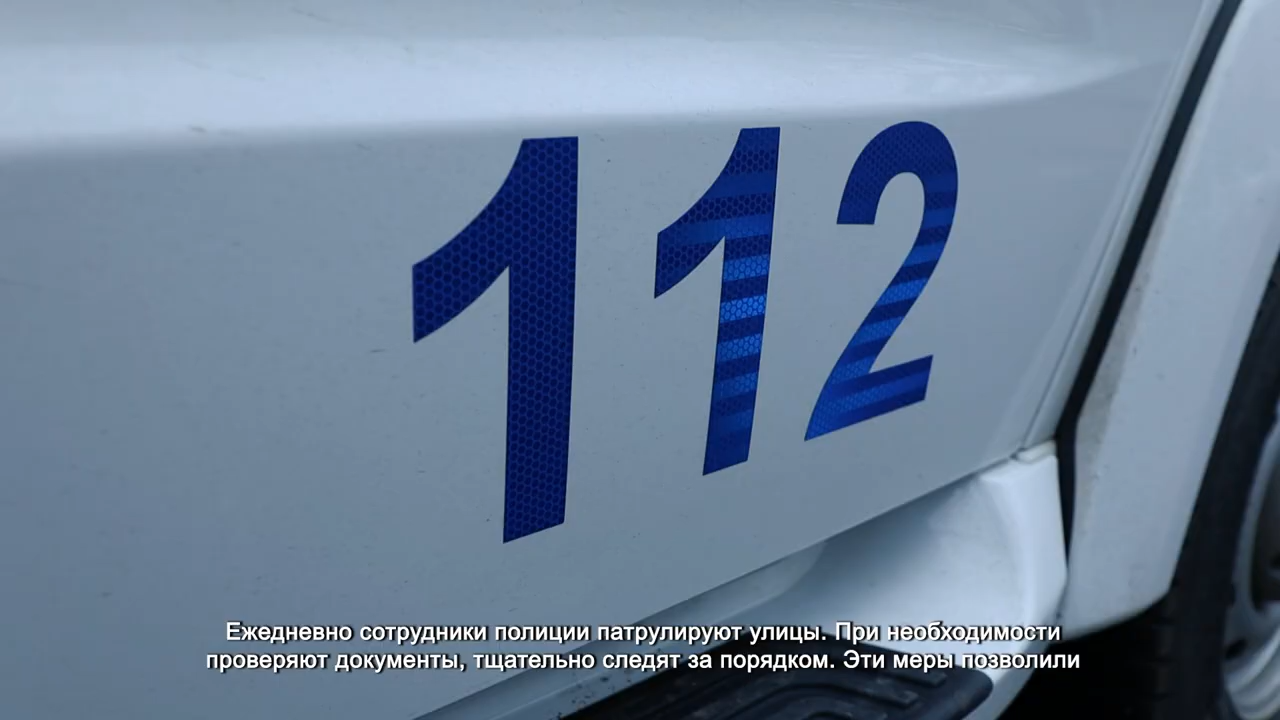 112
Ежедневно сотрудники полиции патрулируют улицы. При необходимости
проверяют документы, тщательно следят за порядком. Эти меры позволили